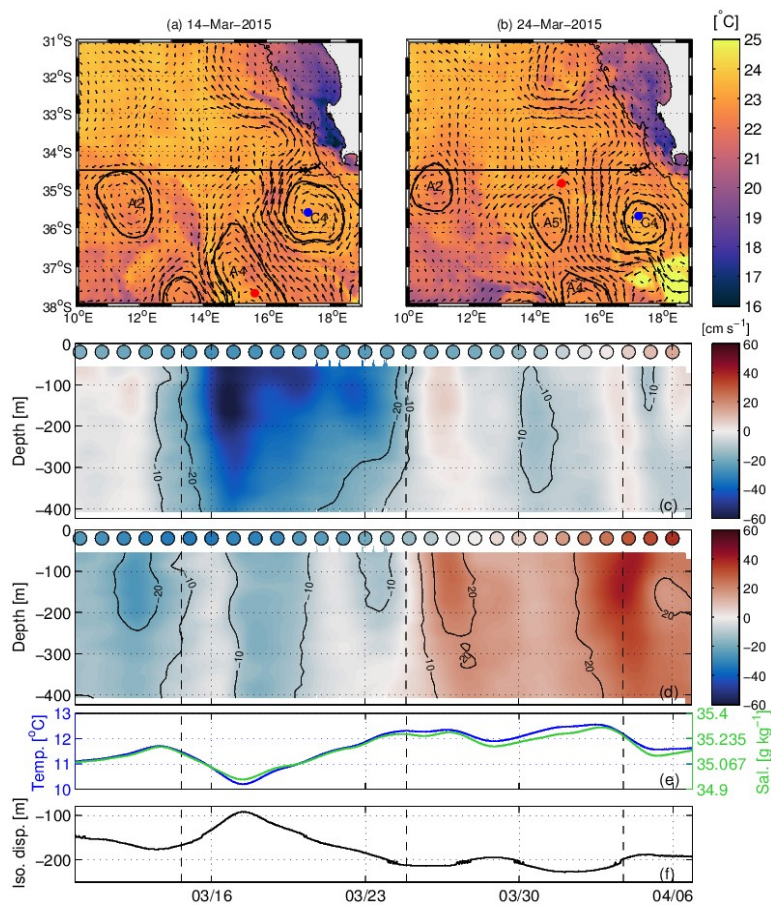 (a) 14-Mar-2015
(b) 24-Mar-2015
[°C]
31°S
32°S
33°S
34°S
35°S
36°S
37°S
38°S
10°E 12°E 14°E 16°E 18°E
10°E 12°E 14°E 16°E 18°E
A2
C4
A4
A2
A5
C4
A4
25
24
23
22
21
20
19
18
17
16
[cm s⁻¹]
60
40
20
0
−20
−40
−60
Depth [m]
0
−100
−200
−300
−400
−10
−20
−20
−10
−10
−10
(c)
60
40
20
0
−20
−40
−60
Depth [m]
0
−100
−200
−300
−400
−20
−10
−10
−10
10
20
20
20
20
(d)
Temp. [°C]
13
12
11
10
35.4
35.235
35.067
34.9
Sal. [g kg⁻¹]
(e)
Iso. disp. [m]
−100
−200
(f)
03/16 03/23 03/30 04/06